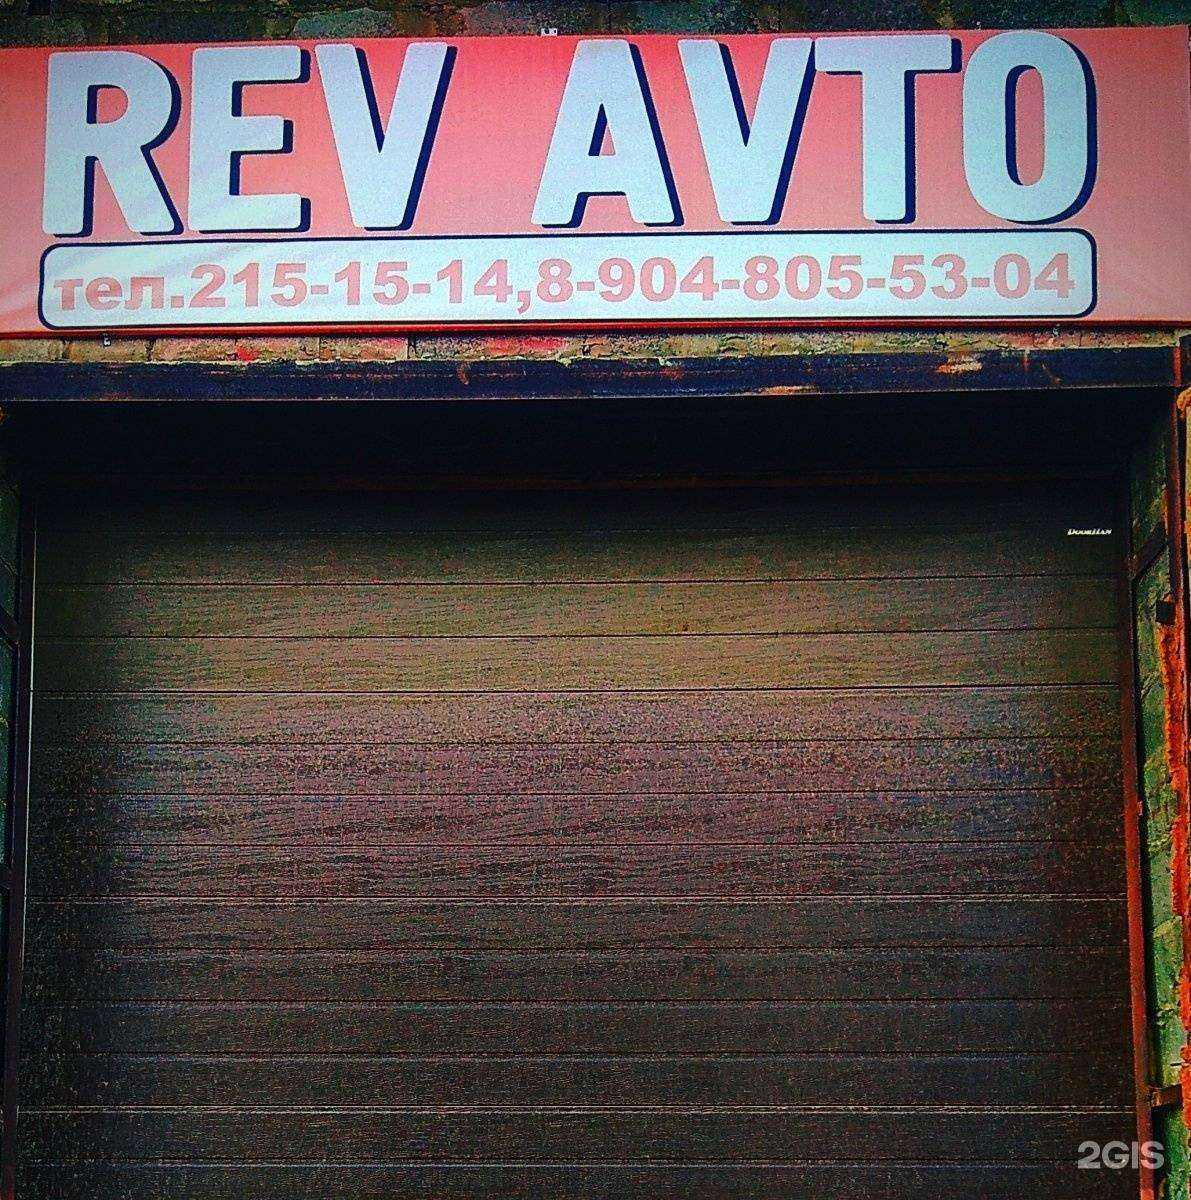 REV AVTO
тел.215-15-14,8-904-805-53-04
DoorHan
2GIS